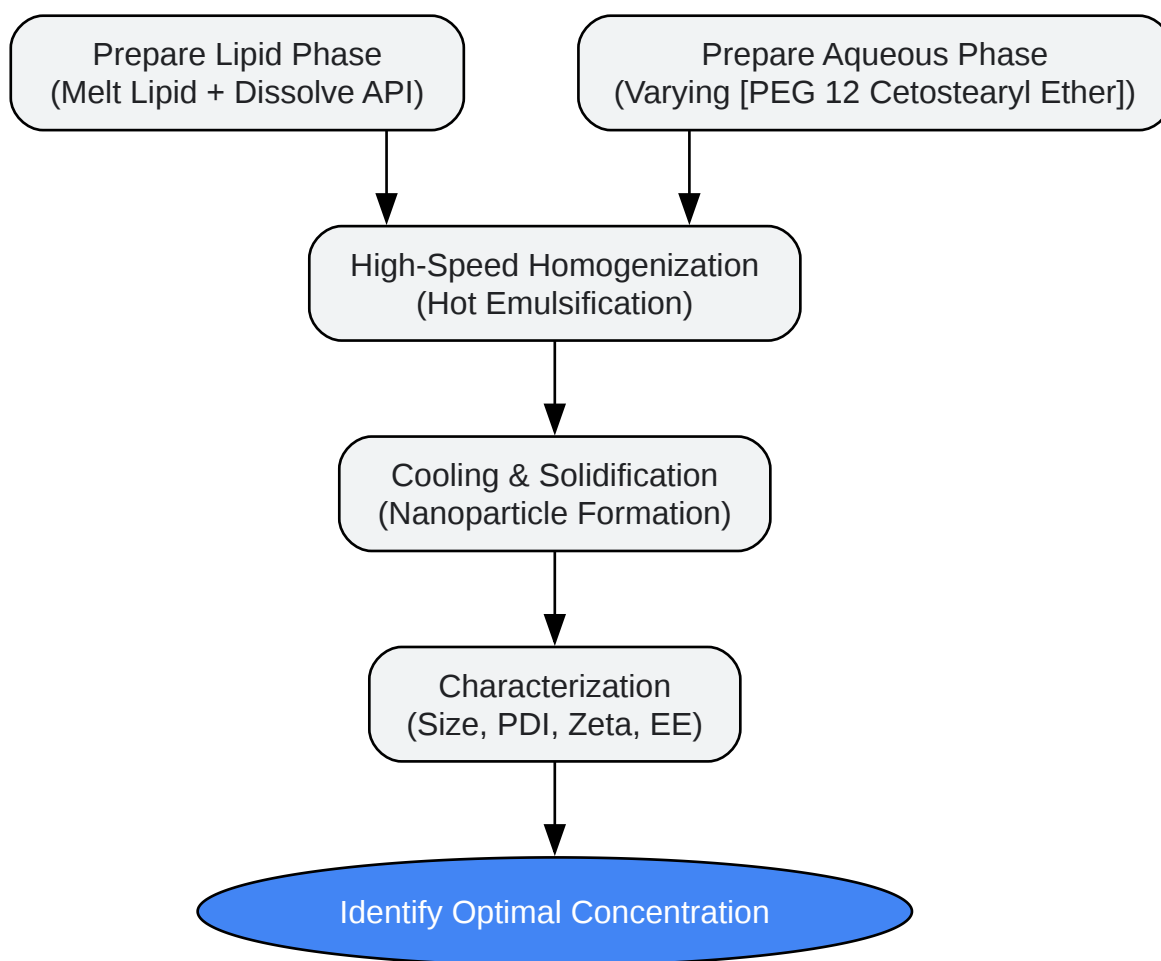 Prepare Lipid Phase
(Melt Lipid + Dissolve API)
Prepare Aqueous Phase
(Varying [PEG 12 Cetostearyl Ether])
High-Speed Homogenization
(Hot Emulsification)
Cooling & Solidification
(Nanoparticle Formation)
Characterization
(Size, PDI, Zeta, EE)
Identify Optimal Concentration